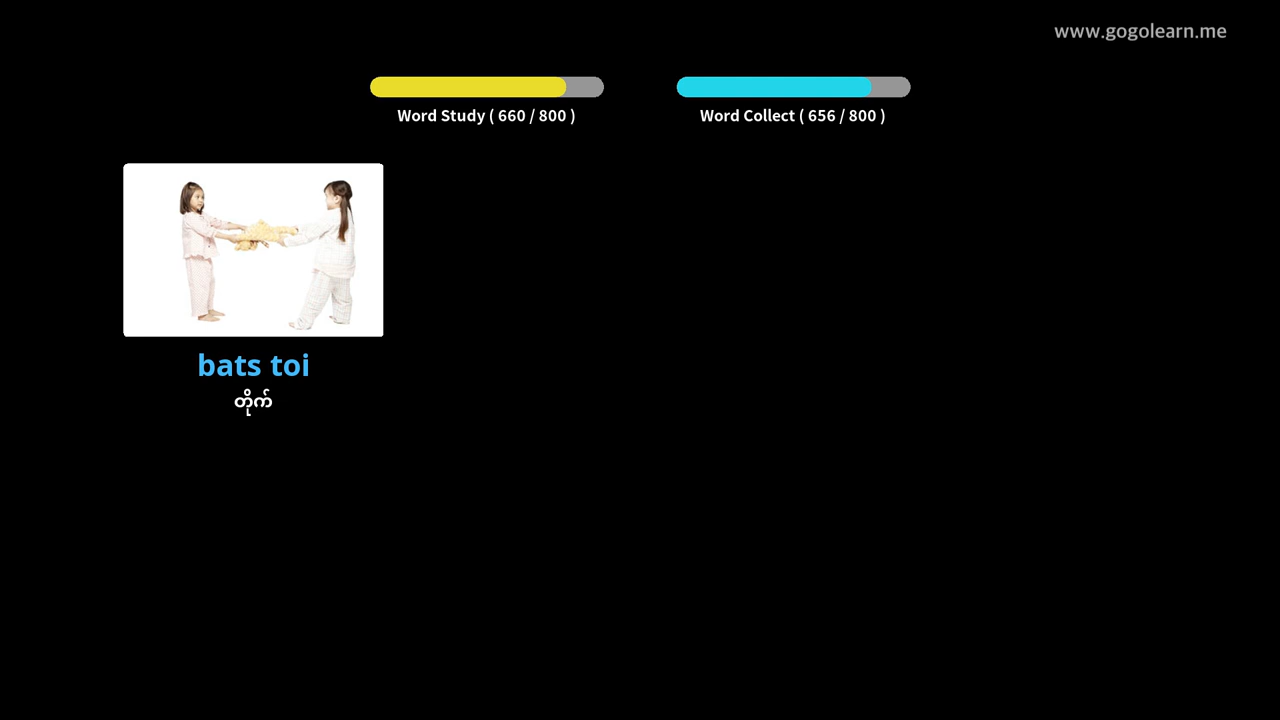 www.gogolearn.me
Word Study ( 660 / 800 )
Word Collect ( 656 / 800 )
bats toi
တိုက်